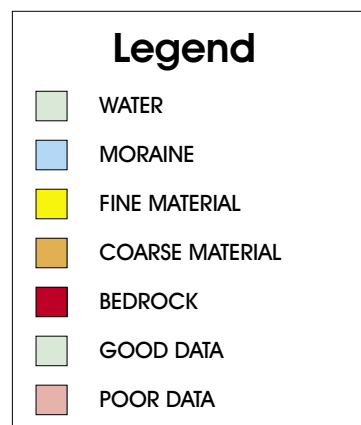 Legend
WATER
MORAINE
FINE MATERIAL
COARSE MATERIAL
BEDROCK
GOOD DATA
POOR DATA